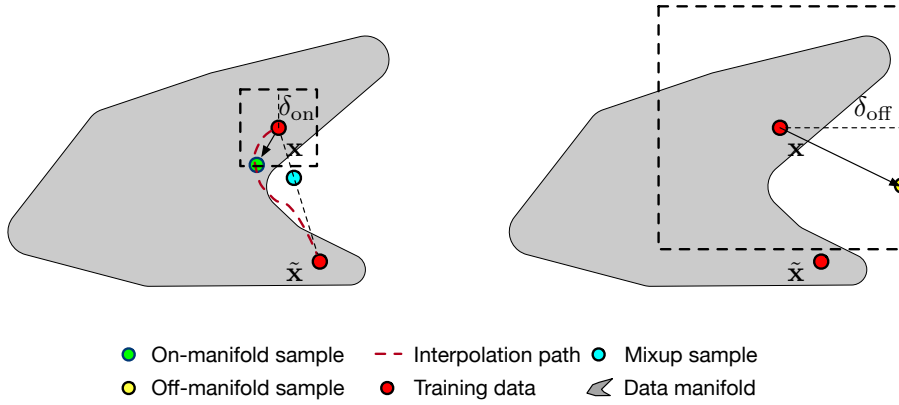 δon
x
x̃
δoff
x
x̃
On-manifold sample
Interpolation path
Mixup sample
Off-manifold sample
Training data
Data manifold